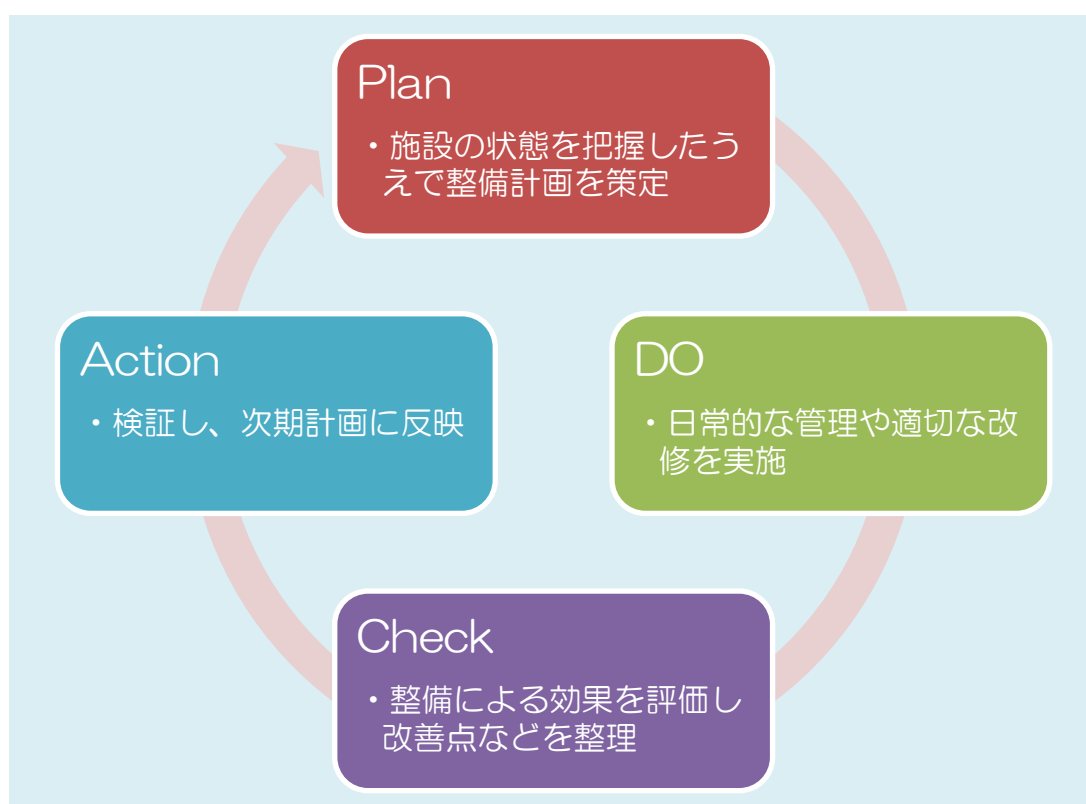 Plan
・施設の状態を把握したう
えで整備計画を策定
Action
・検証し、次期計画に反映
DO
・日常的な管理や適切な改
修を実施
Check
・整備による効果を評価し
改善点などを整理